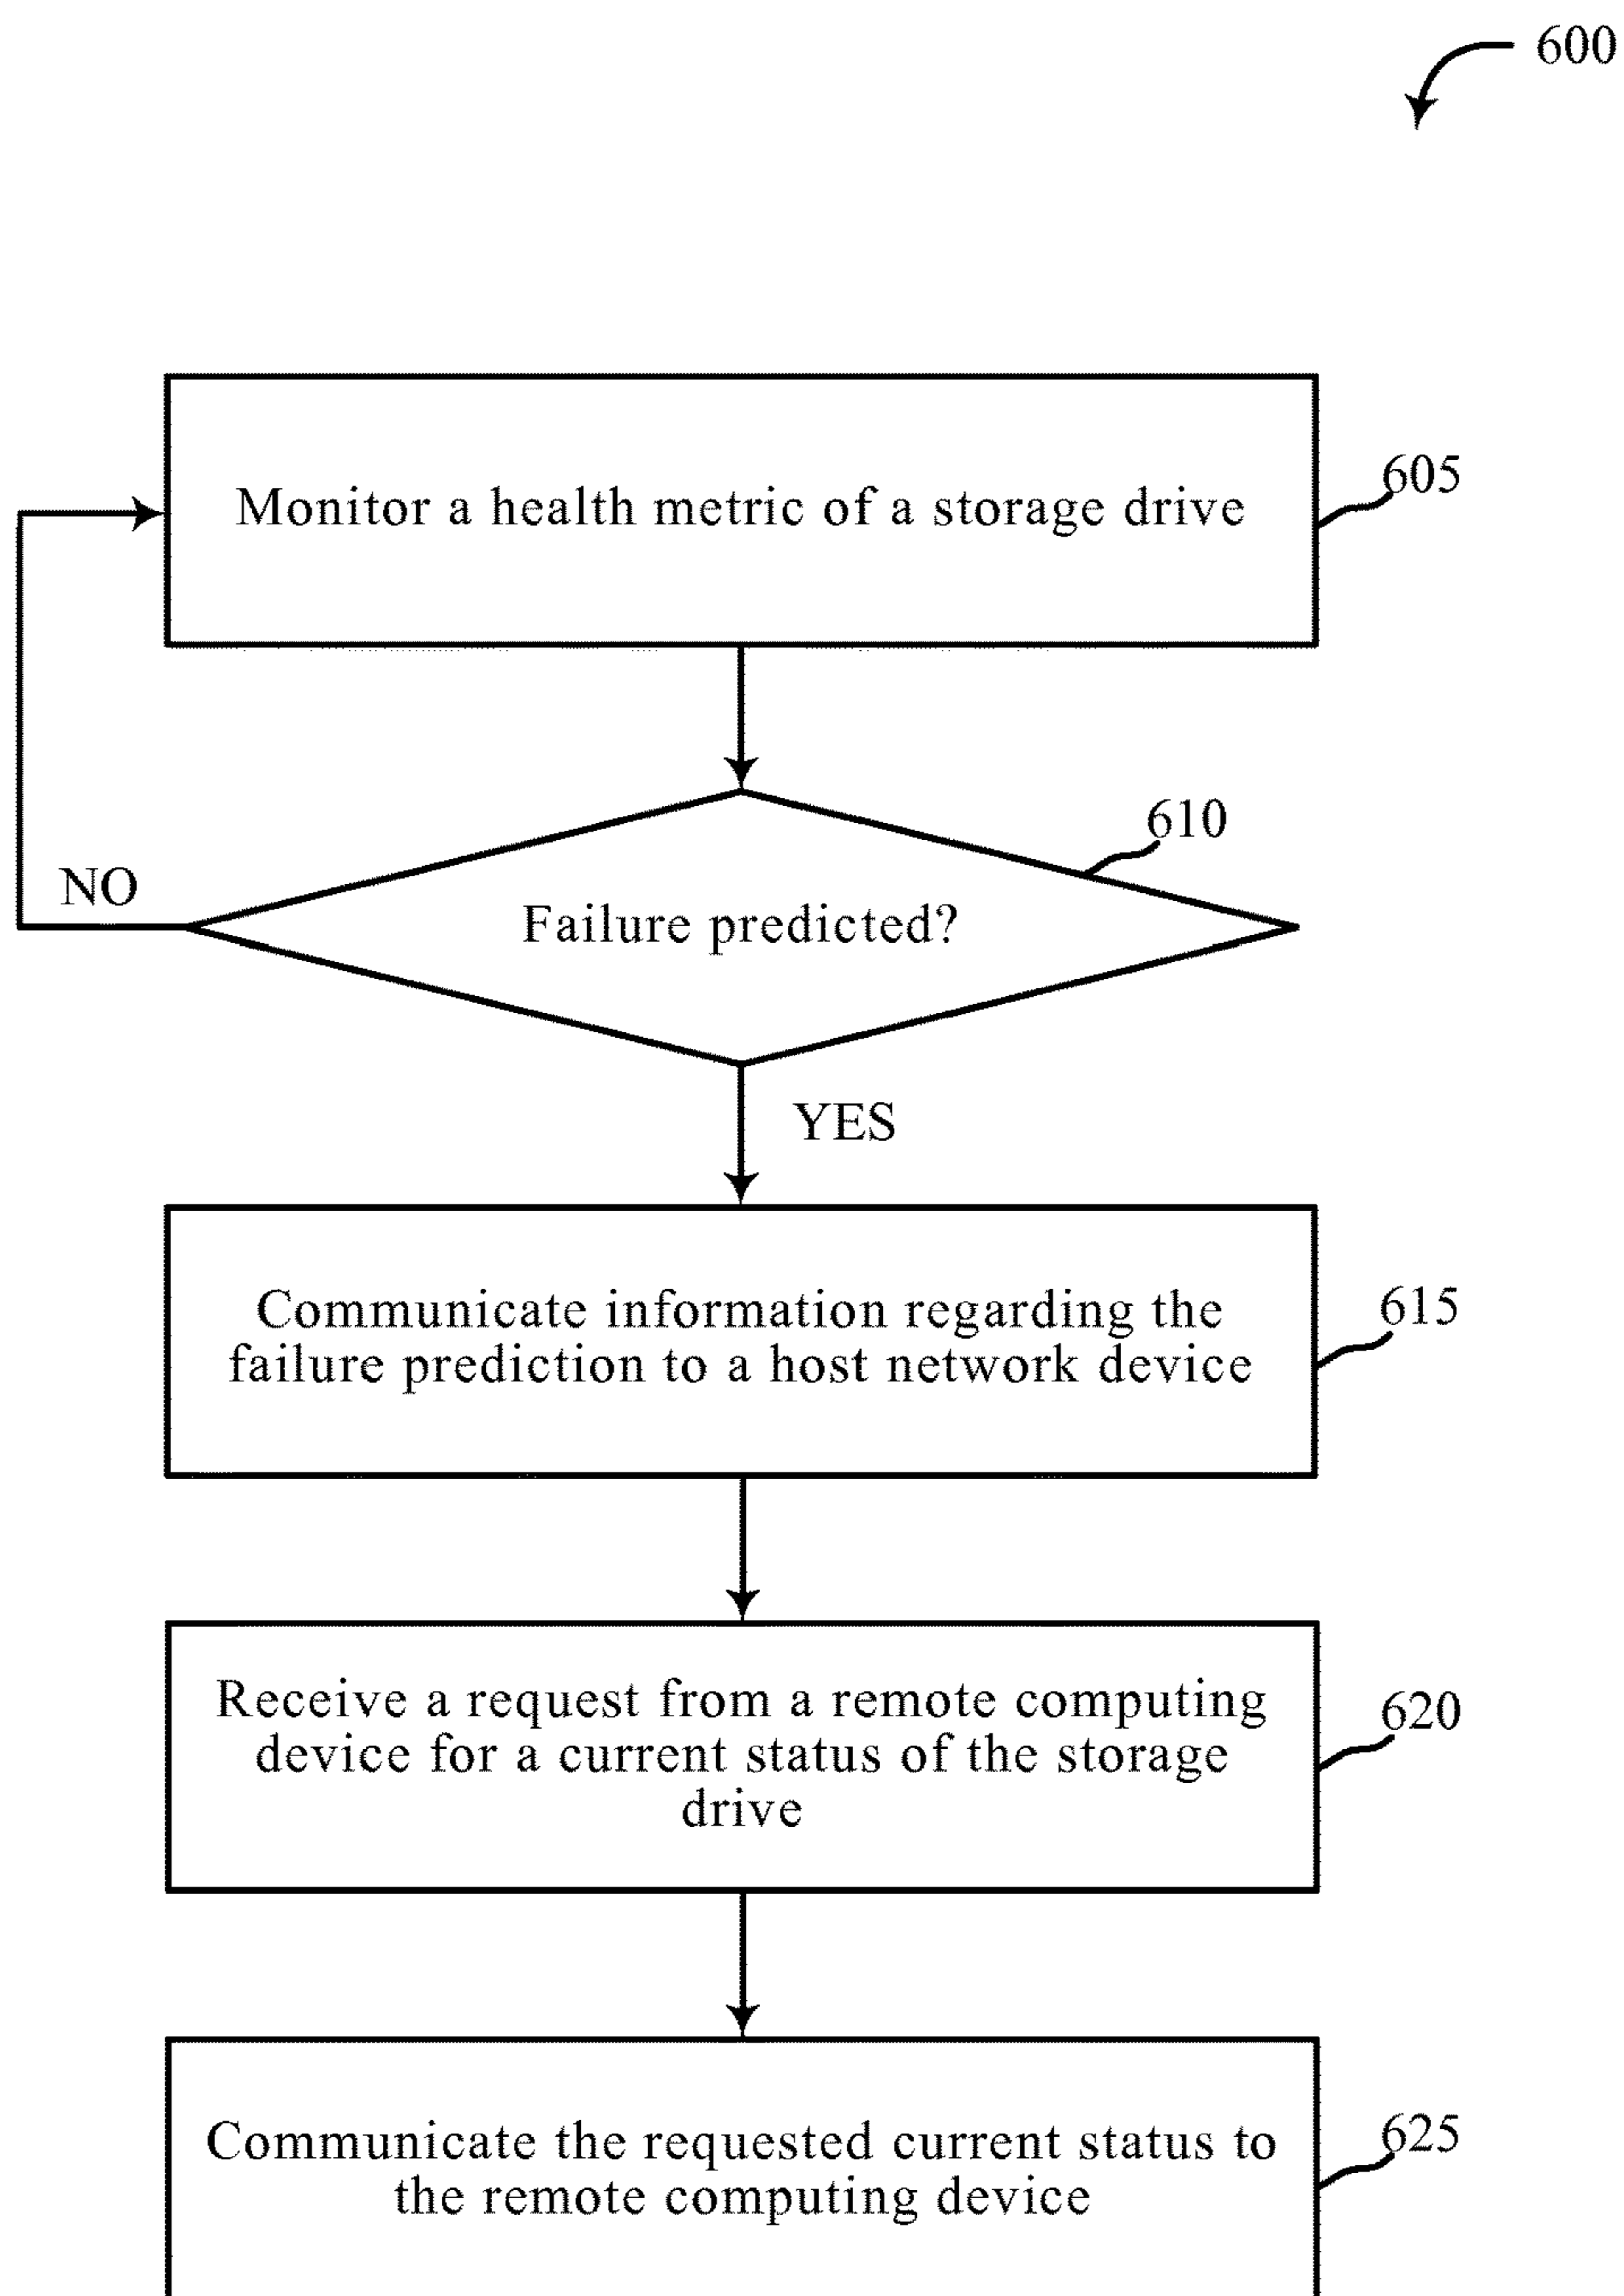 600
Monitor a health metric of a storage drive
605
610
Failure predicted?
NO
YES
Communicate information regarding the
failure prediction to a host network device
615
Receive a request from a remote computing
device for a current status of the storage
drive
620
Communicate the requested current status to
the remote computing device
625